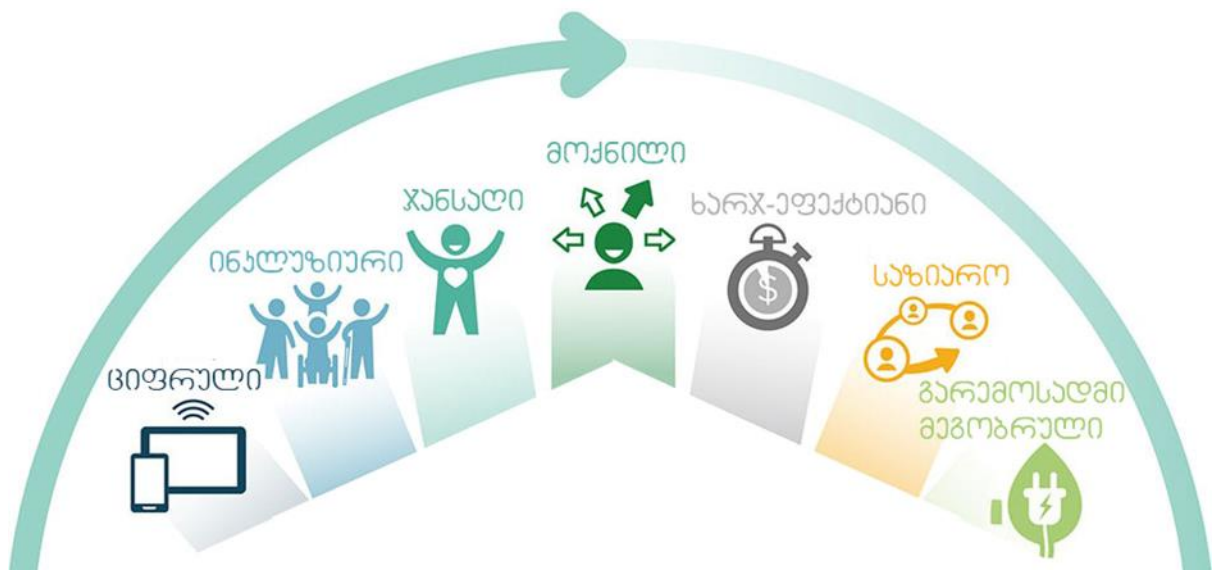 ციფრული
ინკლუზიური
ჯანსაღი
მოქნილი
ხარჯ-ეფექტიანი
$
საზიარო
გარემოსადმი
მეგობრული